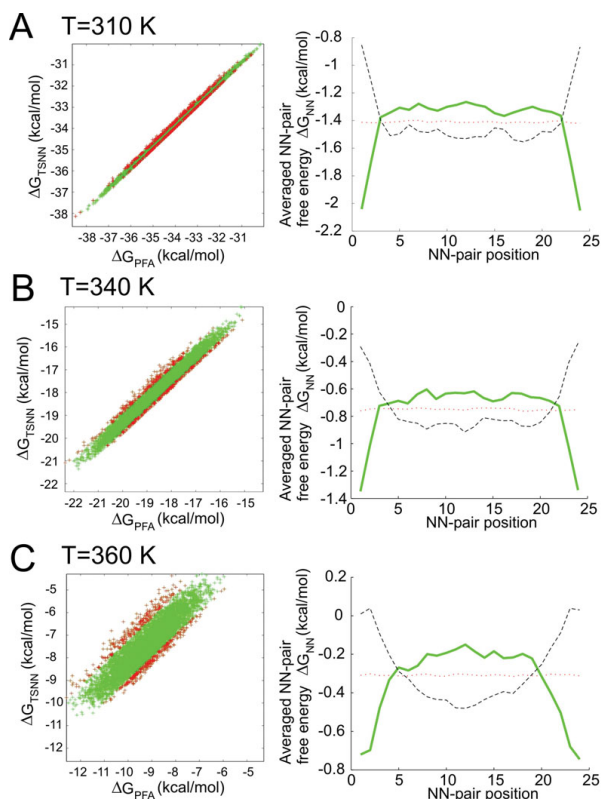 A
T=310 K
-31
-32
-33
-34
-35
-36
-37
-38
ΔG_TSNN (kcal/mol)
-38 -37 -36 -35 -34 -33 -32 -31
ΔG_PFA (kcal/mol)
-0.8
-1
-1.2
-1.4
-1.6
-1.8
-2
-2.2
Averaged NN-pair
free energy ΔG_NN (kcal/mol)
0 5 10 15 20 25
NN-pair position
B
T=340 K
-15
-16
-17
-18
-19
-20
-21
-22
ΔG_TSNN (kcal/mol)
-22 -21 -20 -19 -18 -17 -16 -15
ΔG_PFA (kcal/mol)
0
-0.2
-0.4
-0.6
-0.8
-1
-1.2
-1.4
Averaged NN-pair
free energy ΔG_NN (kcal/mol)
0 5 10 15 20 25
NN-pair position
C
T=360 K
-5
-6
-7
-8
-9
-10
-11
-12
ΔG_TSNN (kcal/mol)
-12 -11 -10 -9 -8 -7 -6 -5
ΔG_PFA (kcal/mol)
0.2
0
-0.2
-0.4
-0.6
-0.8
Averaged NN-pair
free energy ΔG_NN (kcal/mol)
0 5 10 15 20 25
NN-pair position